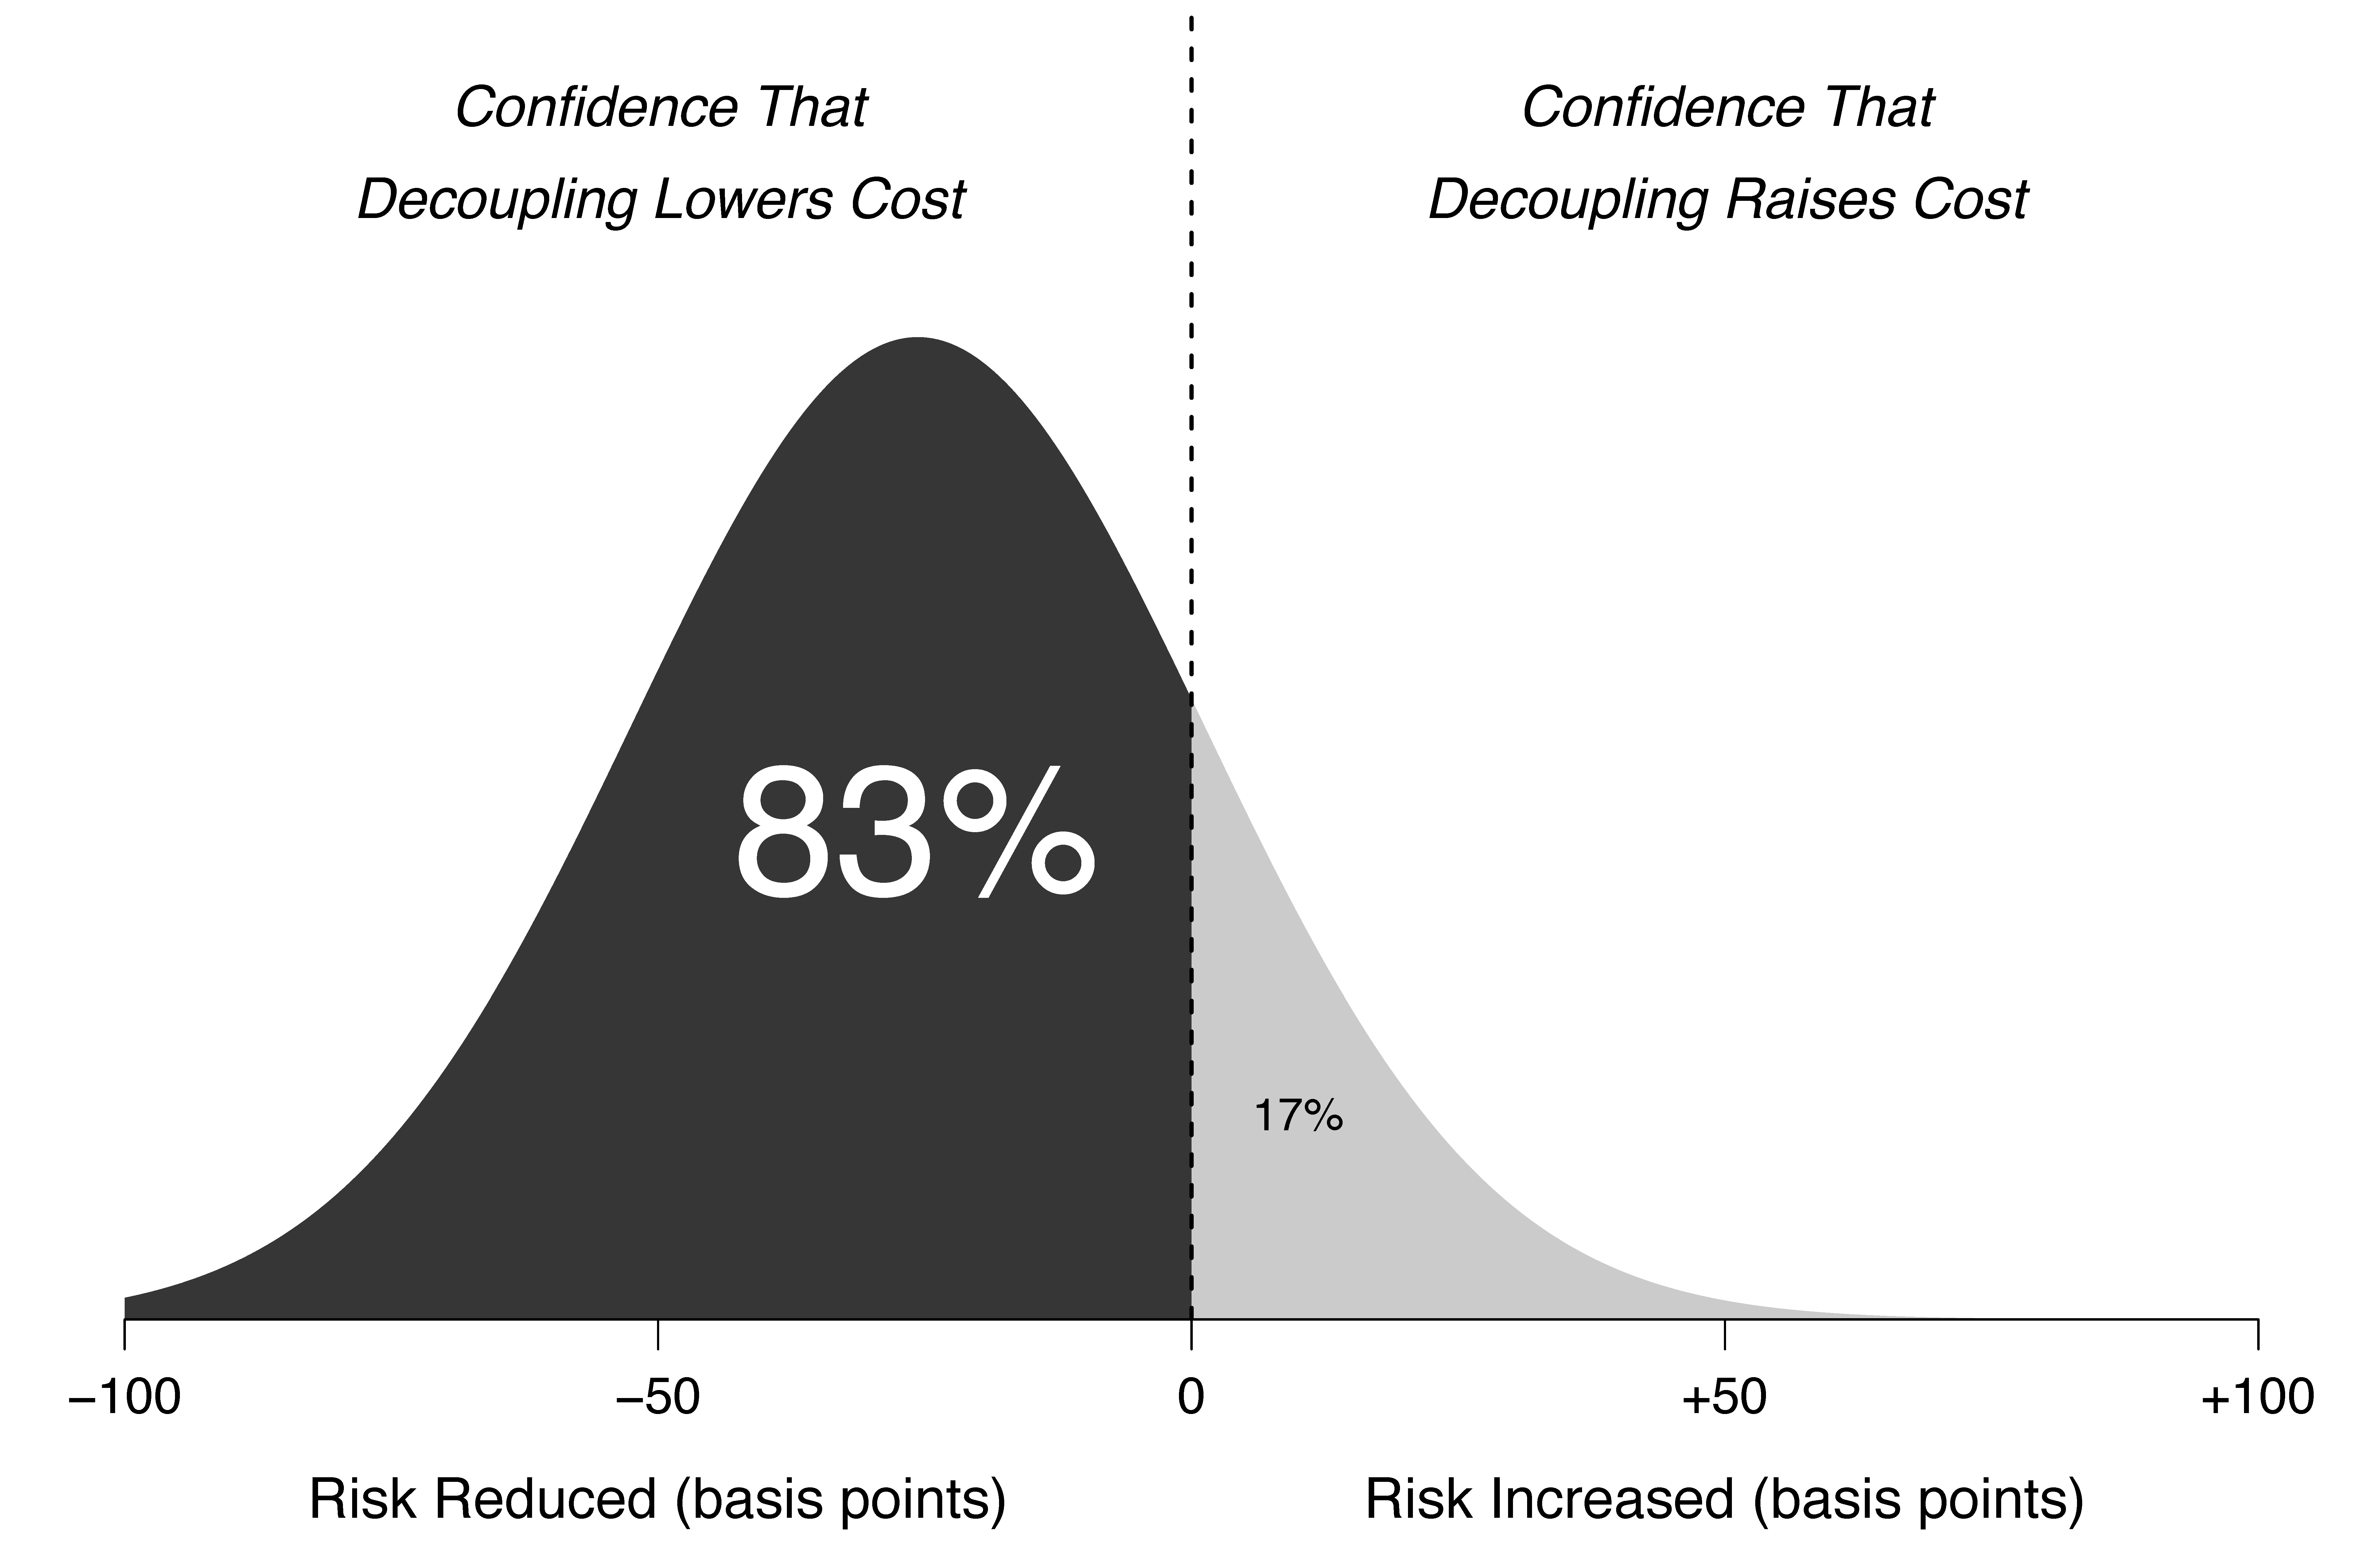 Confidence That
Decoupling Lowers Cost
Confidence That
Decoupling Raises Cost
83%
17%
−100
−50
0
+50
+100
Risk Reduced (basis points)
Risk Increased (basis points)